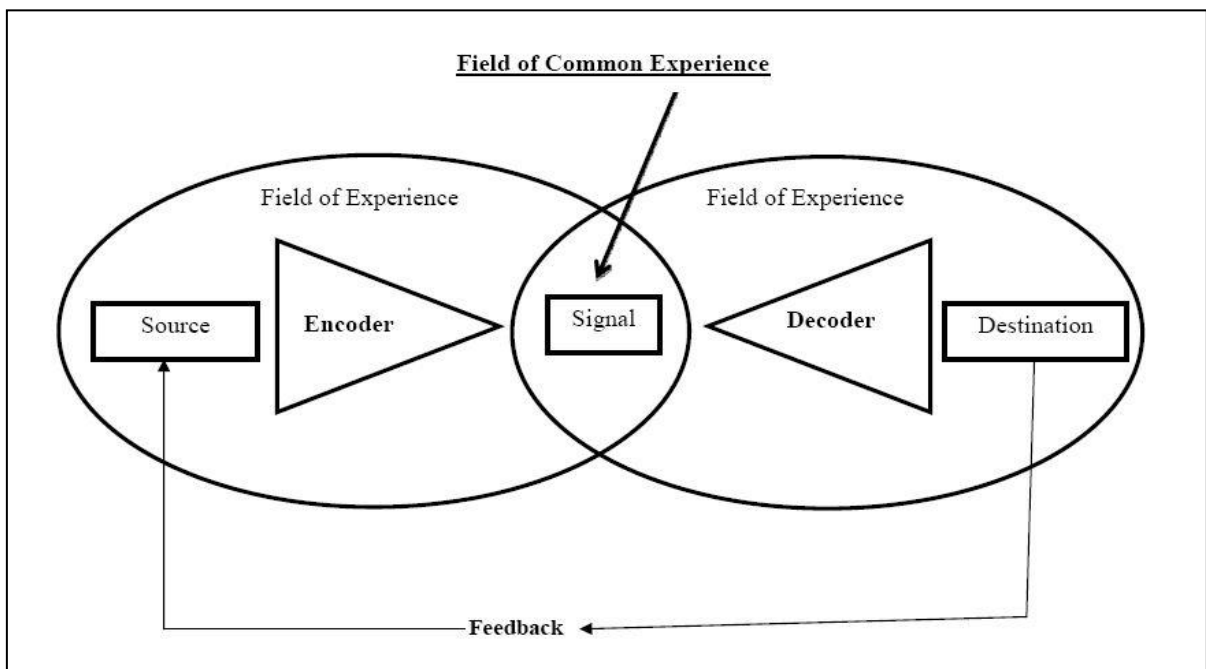 Field of Common Experience
Field of Experience
Field of Experience
Source
Encoder
Signal
Decoder
Destination
Feedback